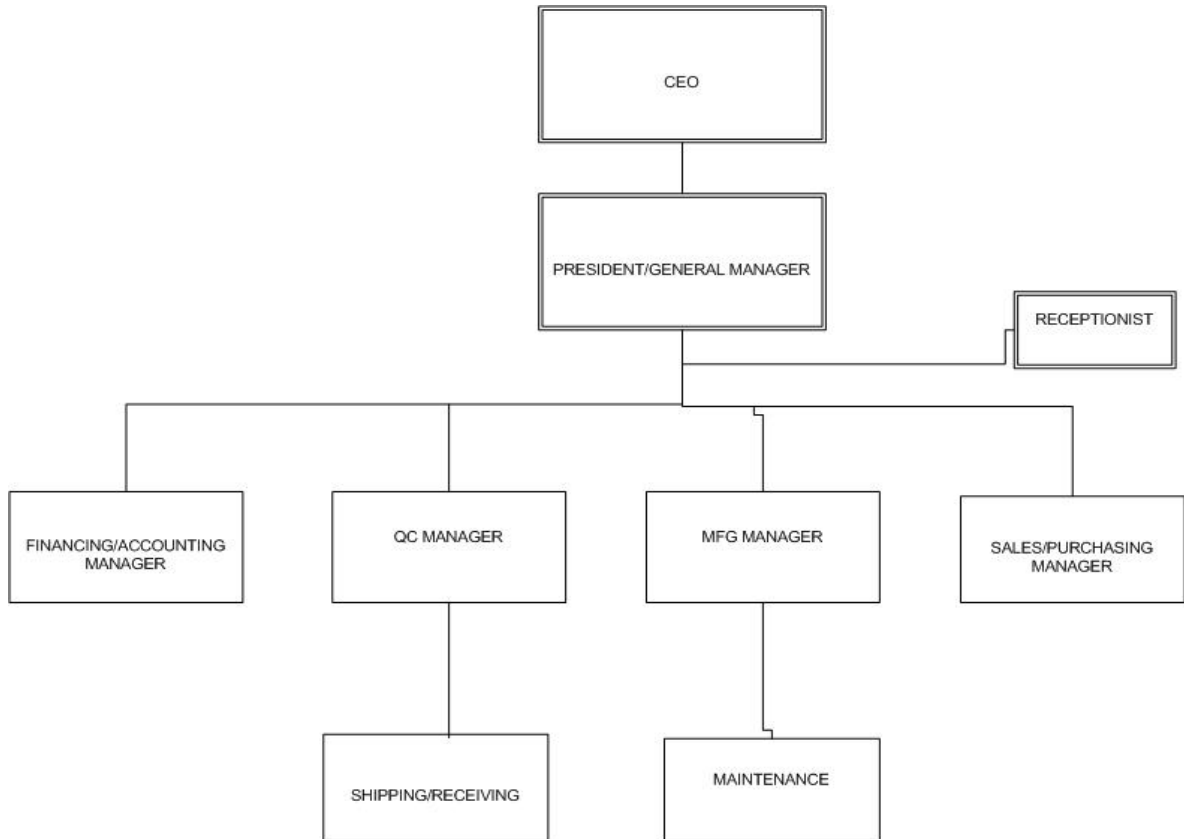 CEO
PRESIDENT/GENERAL MANAGER
RECEPTIONIST
FINANCING/ACCOUNTING
MANAGER
QC MANAGER
MFG MANAGER
SALES/PURCHASING
MANAGER
SHIPPING/RECEIVING
MAINTENANCE